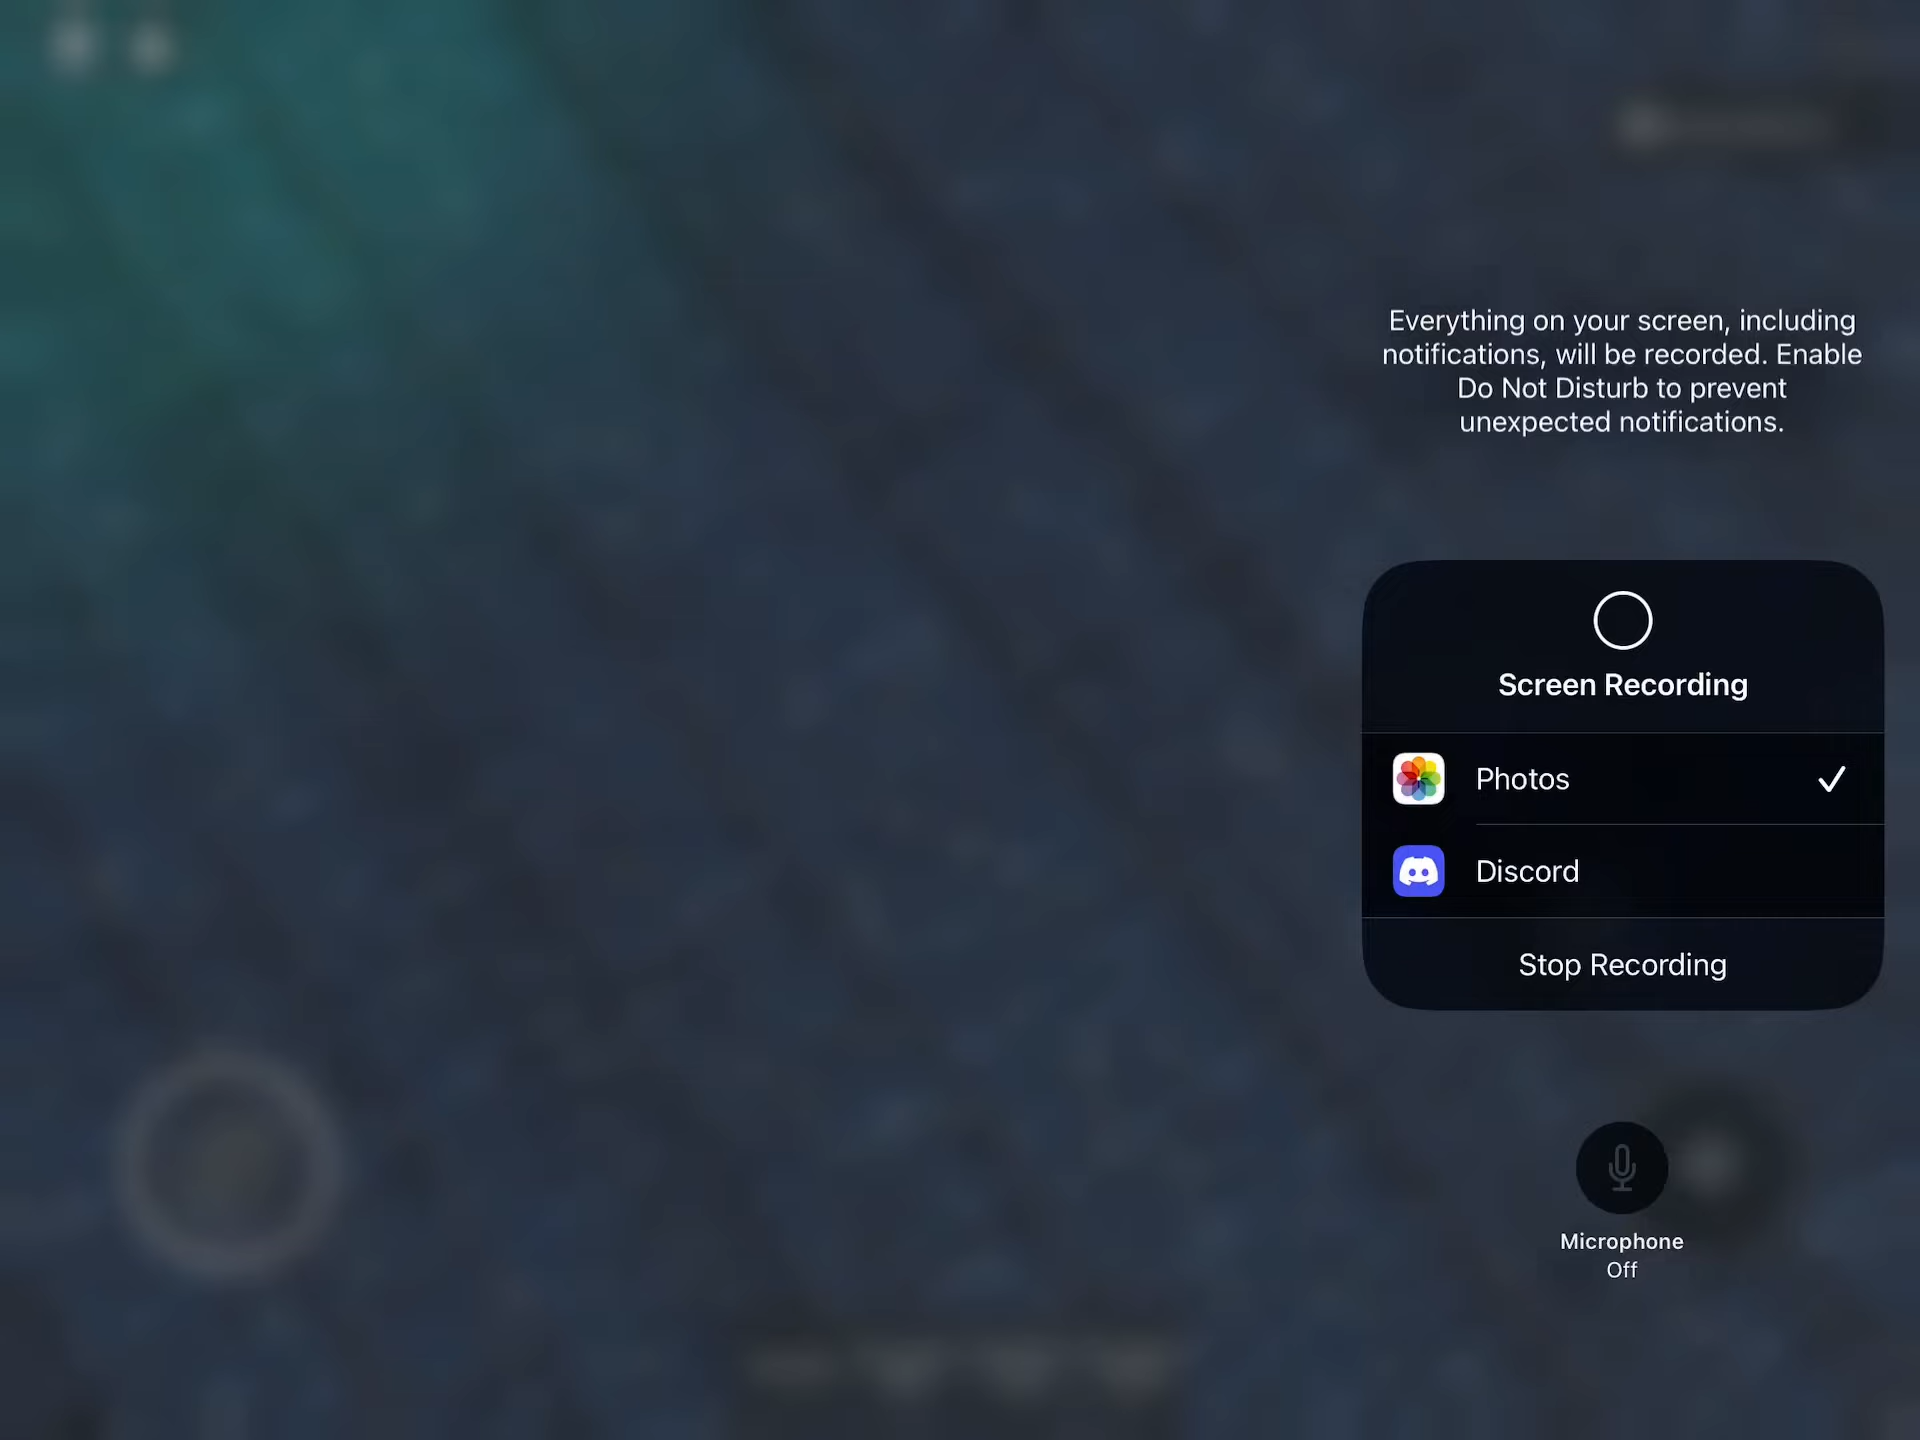 Everything on your screen, including
notifications, will be recorded. Enable
Do Not Disturb to prevent
unexpected notifications.
Screen Recording
Photos
Discord
Stop Recording
Microphone
Off